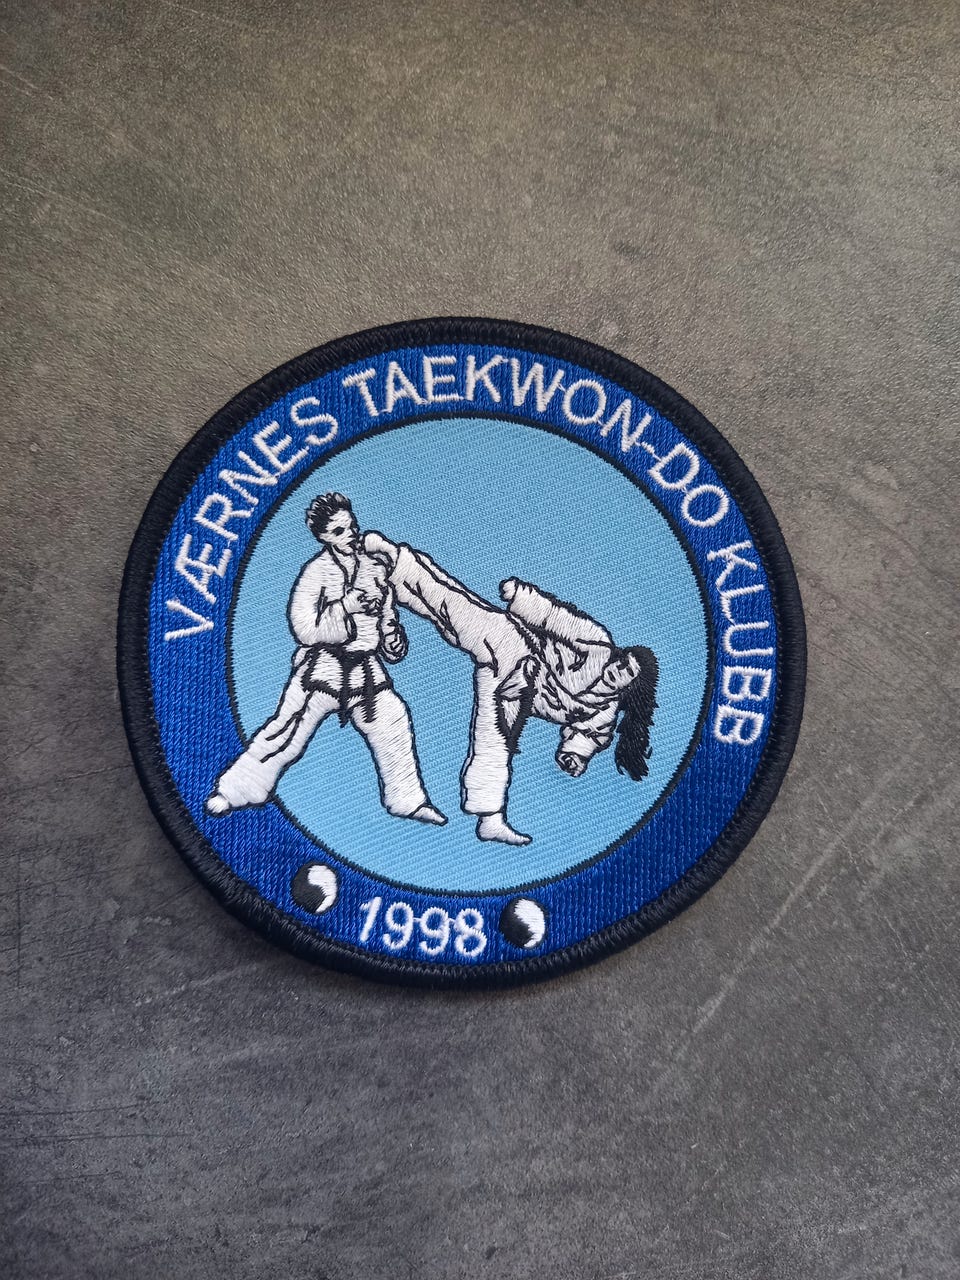 VÆRNES TAEKWON-DO KLUBB
1998